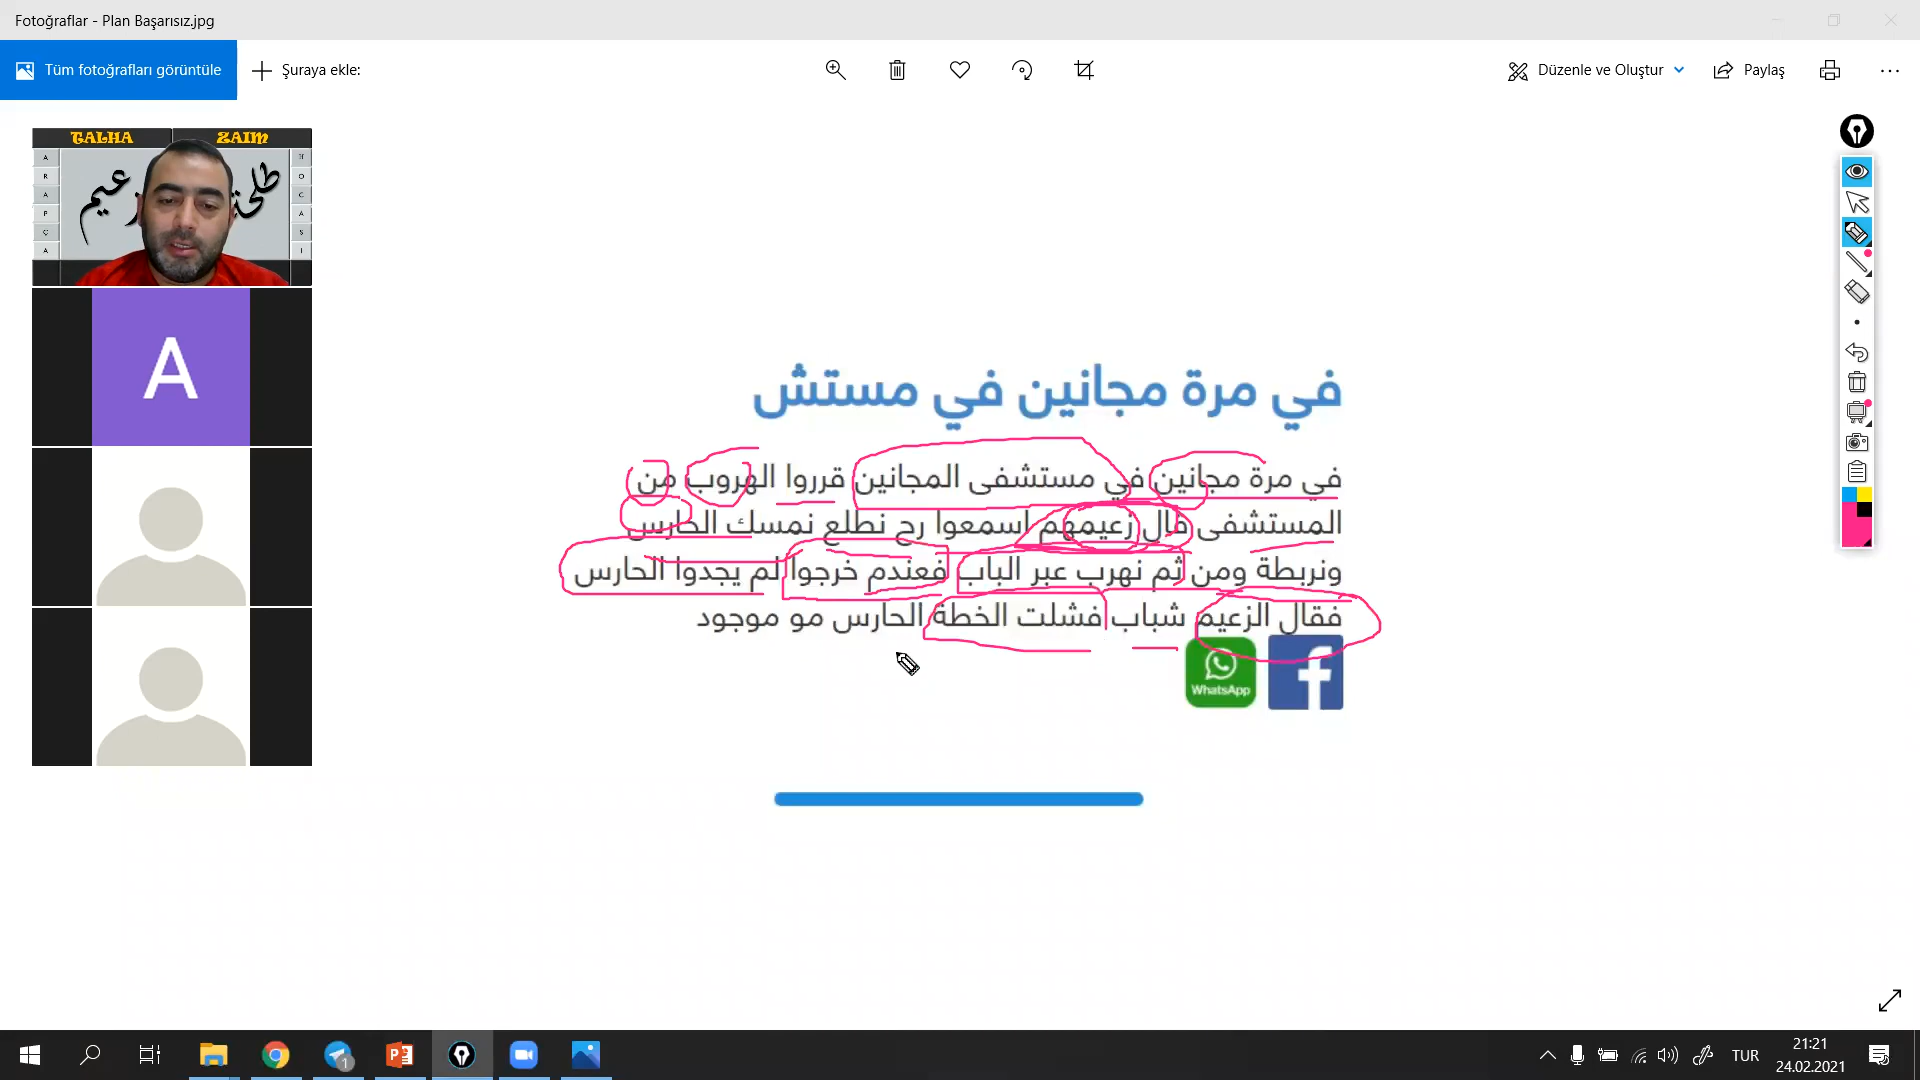 Fotoğraflar - Plan Başarısız.jpg
Tüm fotoğrafları görüntüle
Şuraya ekle:
Düzenle ve Oluştur
Paylaş
TALHA ZAIM
A R A P Ç A
طلحة زعيم
H O C A S I
A
في مرة مجانين في مستش
في مرة مجانين في مستشفى المجانين قرروا الهروب من
المستشفى قال زعيمهم اسمعوا رح نطلع نمسك الحارس
ونربطة ومن ثم نهرب عبر الباب فعندم خرجوا لم يجدوا الحارس
فقال الزعيم شباب فشلت الخطة الحارس مو موجود
WhatsApp
f
1
TUR
21:21
24.02.2021